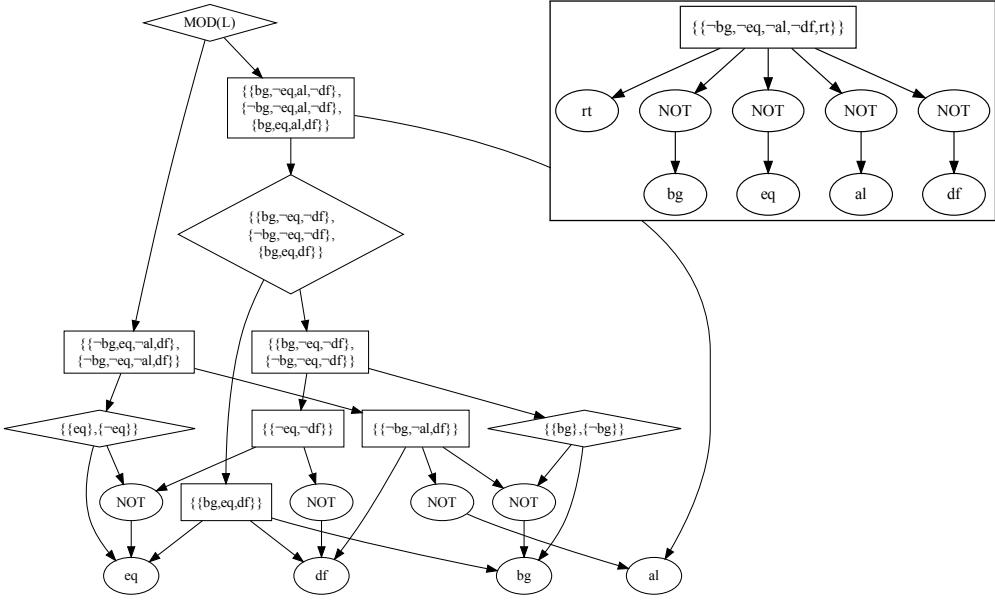 MOD(L)
{{¬bg,¬eq,¬al,¬df,rt}}
{{bg,¬eq,al,¬df},
{¬bg,¬eq,al,¬df},
{bg,eq,al,df}}
rt
NOT
NOT
NOT
NOT
bg
eq
al
df
{{bg,¬eq,¬df},
{¬bg,¬eq,¬df},
{bg,eq,df}}
{{¬bg,eq,¬al,df},
{¬bg,¬eq,¬al,df}}
{{bg,¬eq,¬df},
{¬bg,¬eq,¬df}}
{{eq},{¬eq}}
{{¬eq,¬df}}
{{¬bg,¬al,df}}
{{bg},{¬bg}}
NOT
{{bg,eq,df}}
NOT
NOT
NOT
eq
df
bg
al